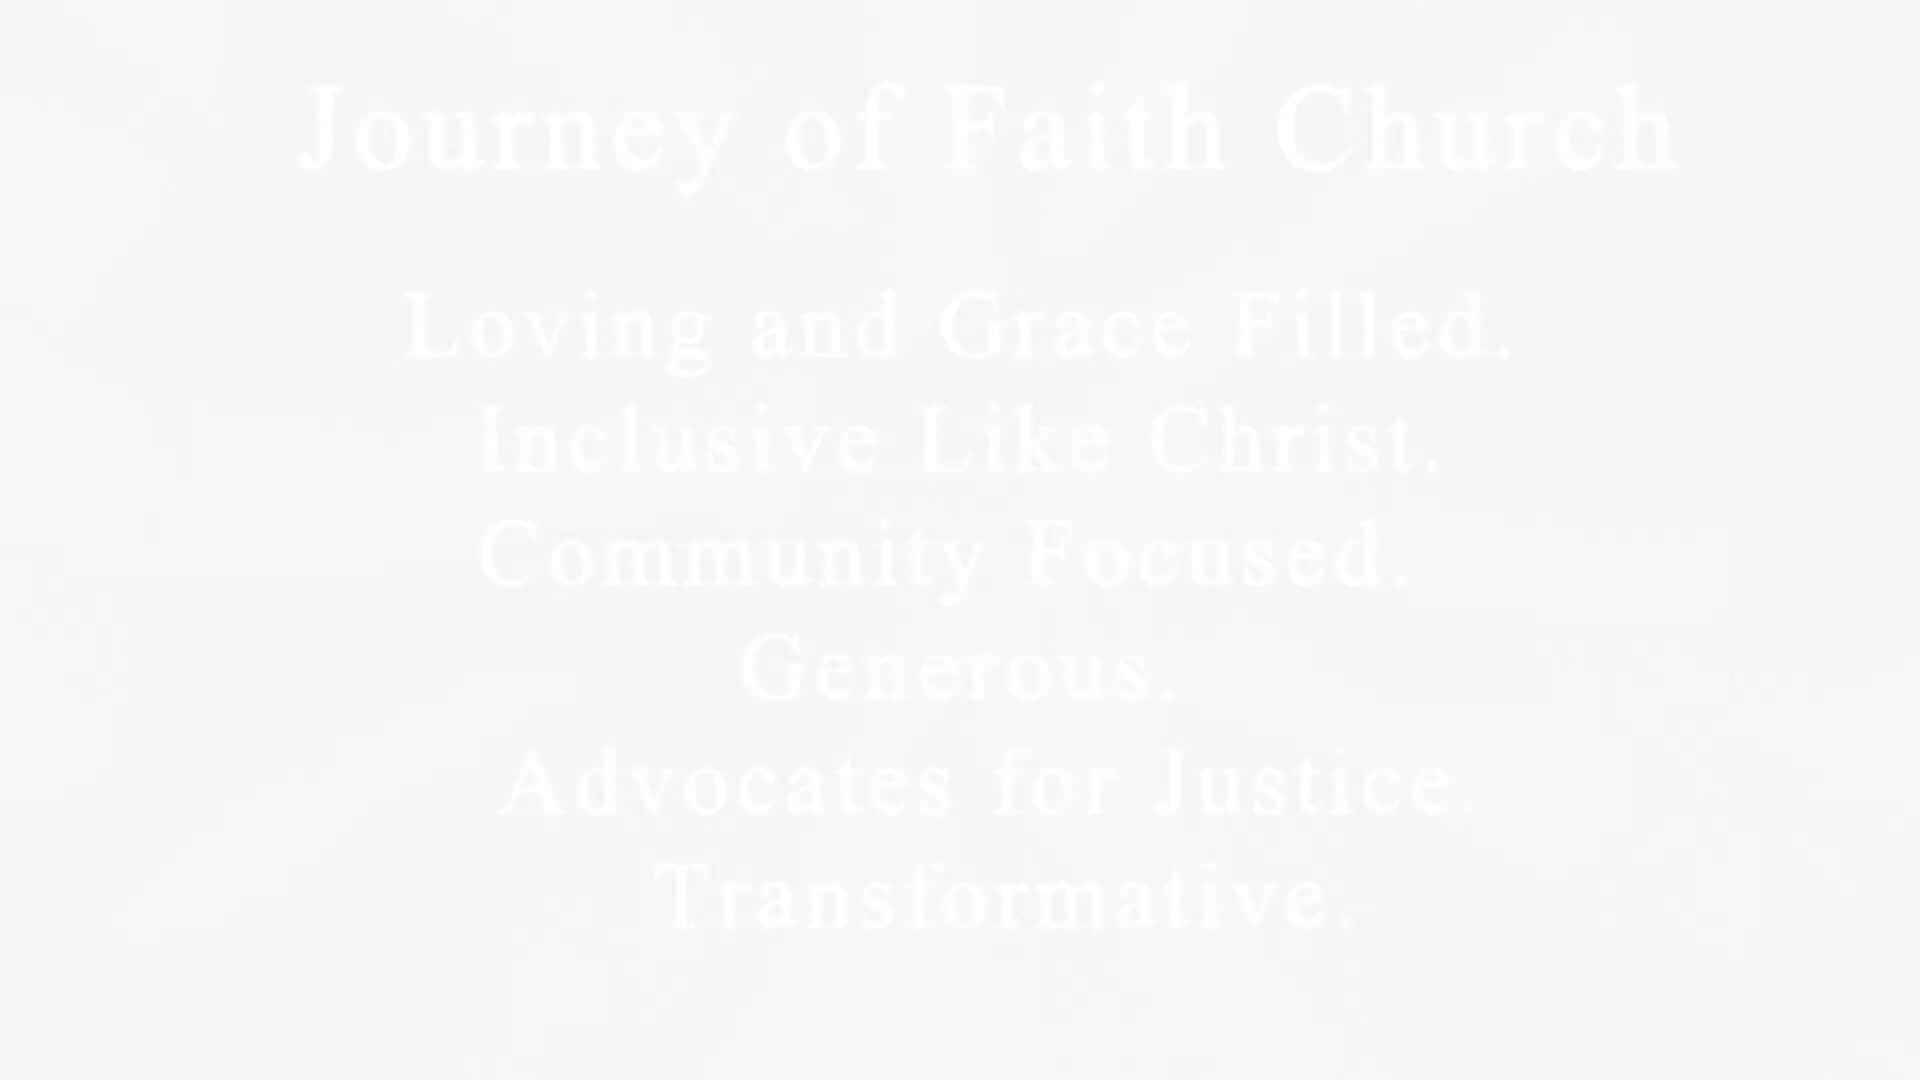 Journey of Faith Church
Loving and Grace Filled.
Inclusive Like Christ.
Community Focused.
Generous.
Advocates for Justice.
Transformative.